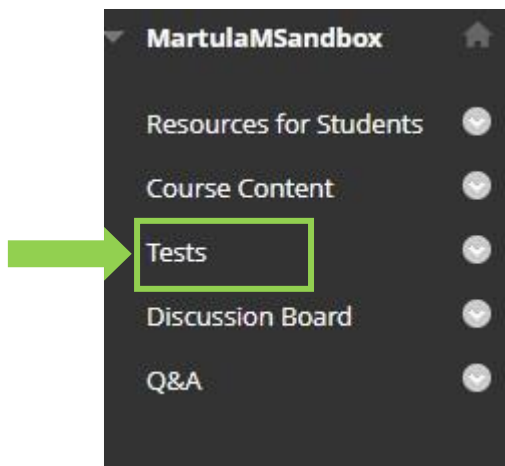 MartulaMSandbox
Resources for Students
Course Content
Tests
Discussion Board
Q&A